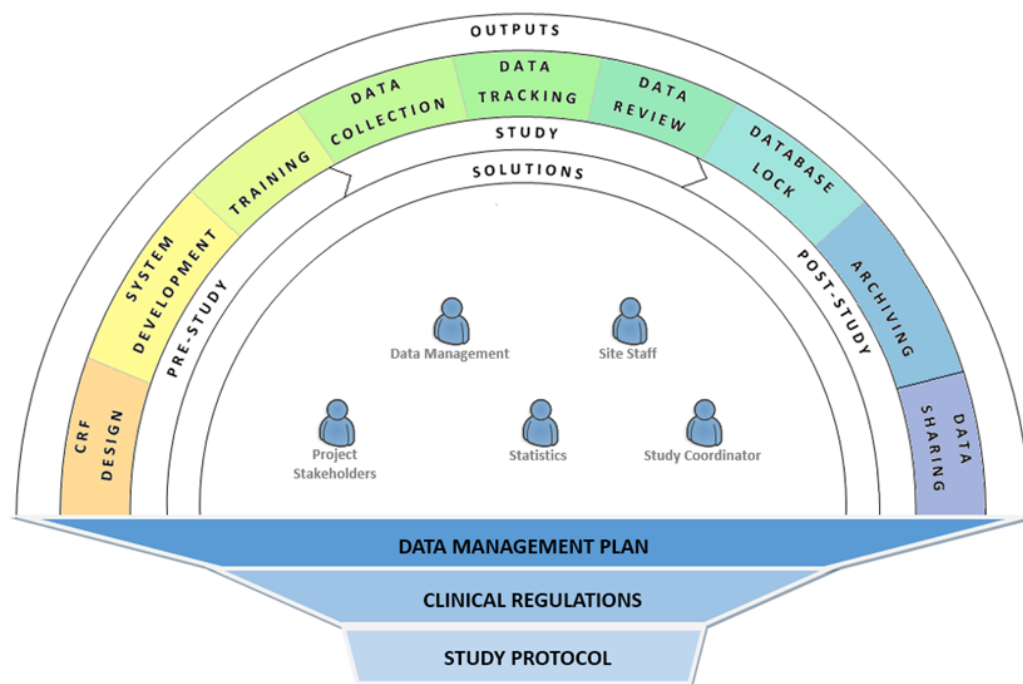 OUTPUTS
CRF
DESIGN
SYSTEM
DEVELOPMENT
TRAINING
DATA
COLLECTION
DATA
TRACKING
DATA
REVIEW
DATABASE
LOCK
ARCHIVING
DATA
SHARING
PRE-STUDY
STUDY
POST-STUDY
SOLUTIONS
Data Management
Site Staff
Project
Stakeholders
Statistics
Study Coordinator
DATA MANAGEMENT PLAN
CLINICAL REGULATIONS
STUDY PROTOCOL